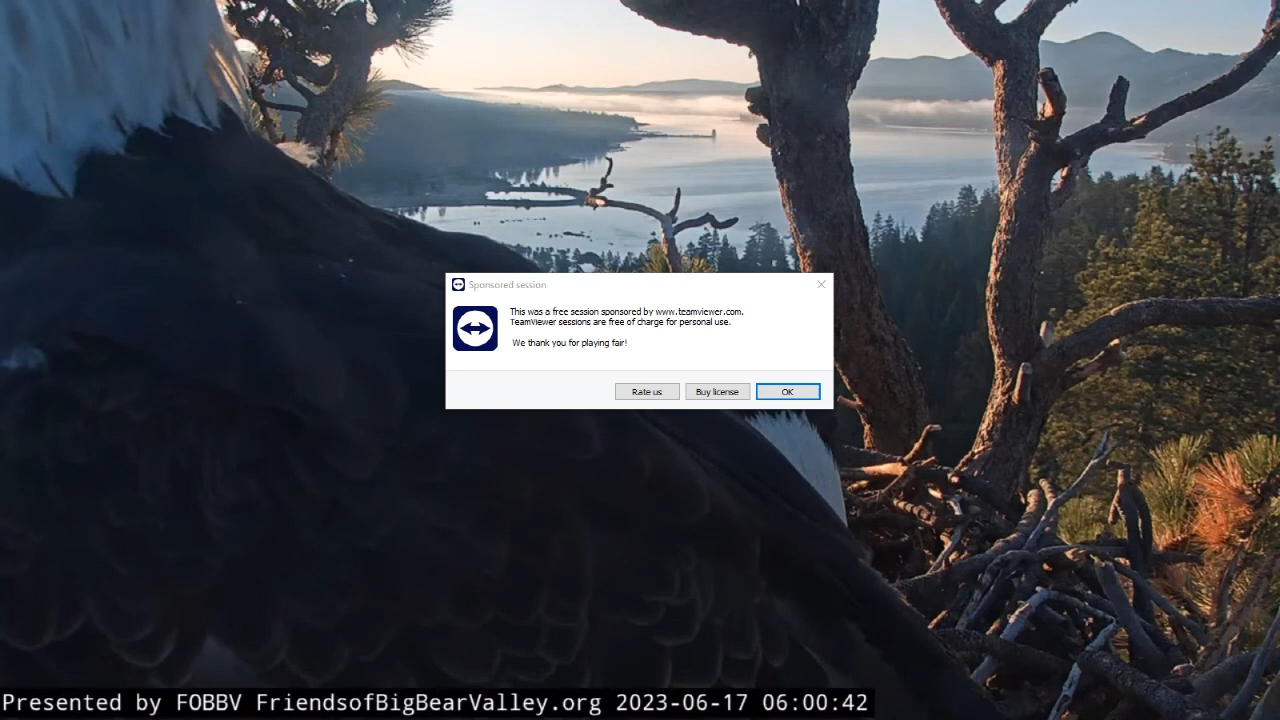 Sponsored session
This was a free session sponsored by www.teamviewer.com.
TeamViewer sessions are free of charge for personal use.
We thank you for playing fair!
Rate us Buy license OK
Presented by FOBBV FriendsofBigBearValley.org 2023-06-17 06:00:42